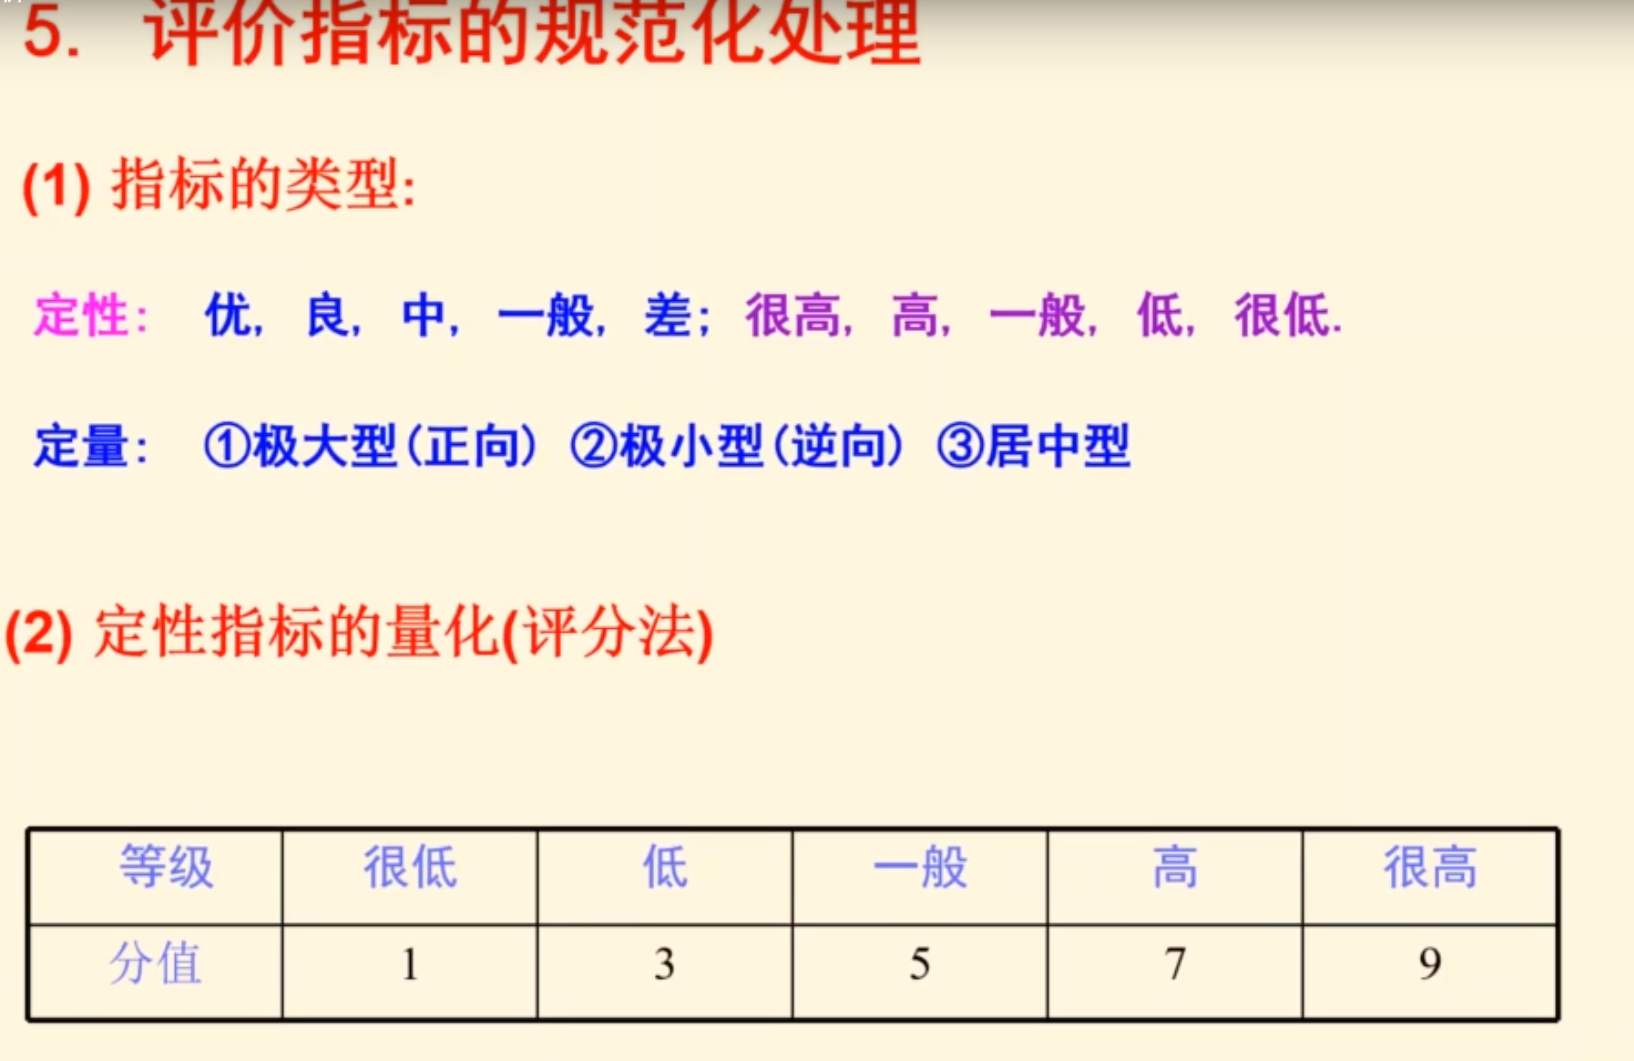 5. 评价指标的规范化处理
(1) 指标的类型:
定性: 优, 良, 中, 一般, 差; 很高, 高, 一般, 低, 很低.
定量: ①极大型(正向) ②极小型(逆向) ③居中型
(2) 定性指标的量化(评分法)
等级 很低 低 一般 高 很高
分值 1 3 5 7 9